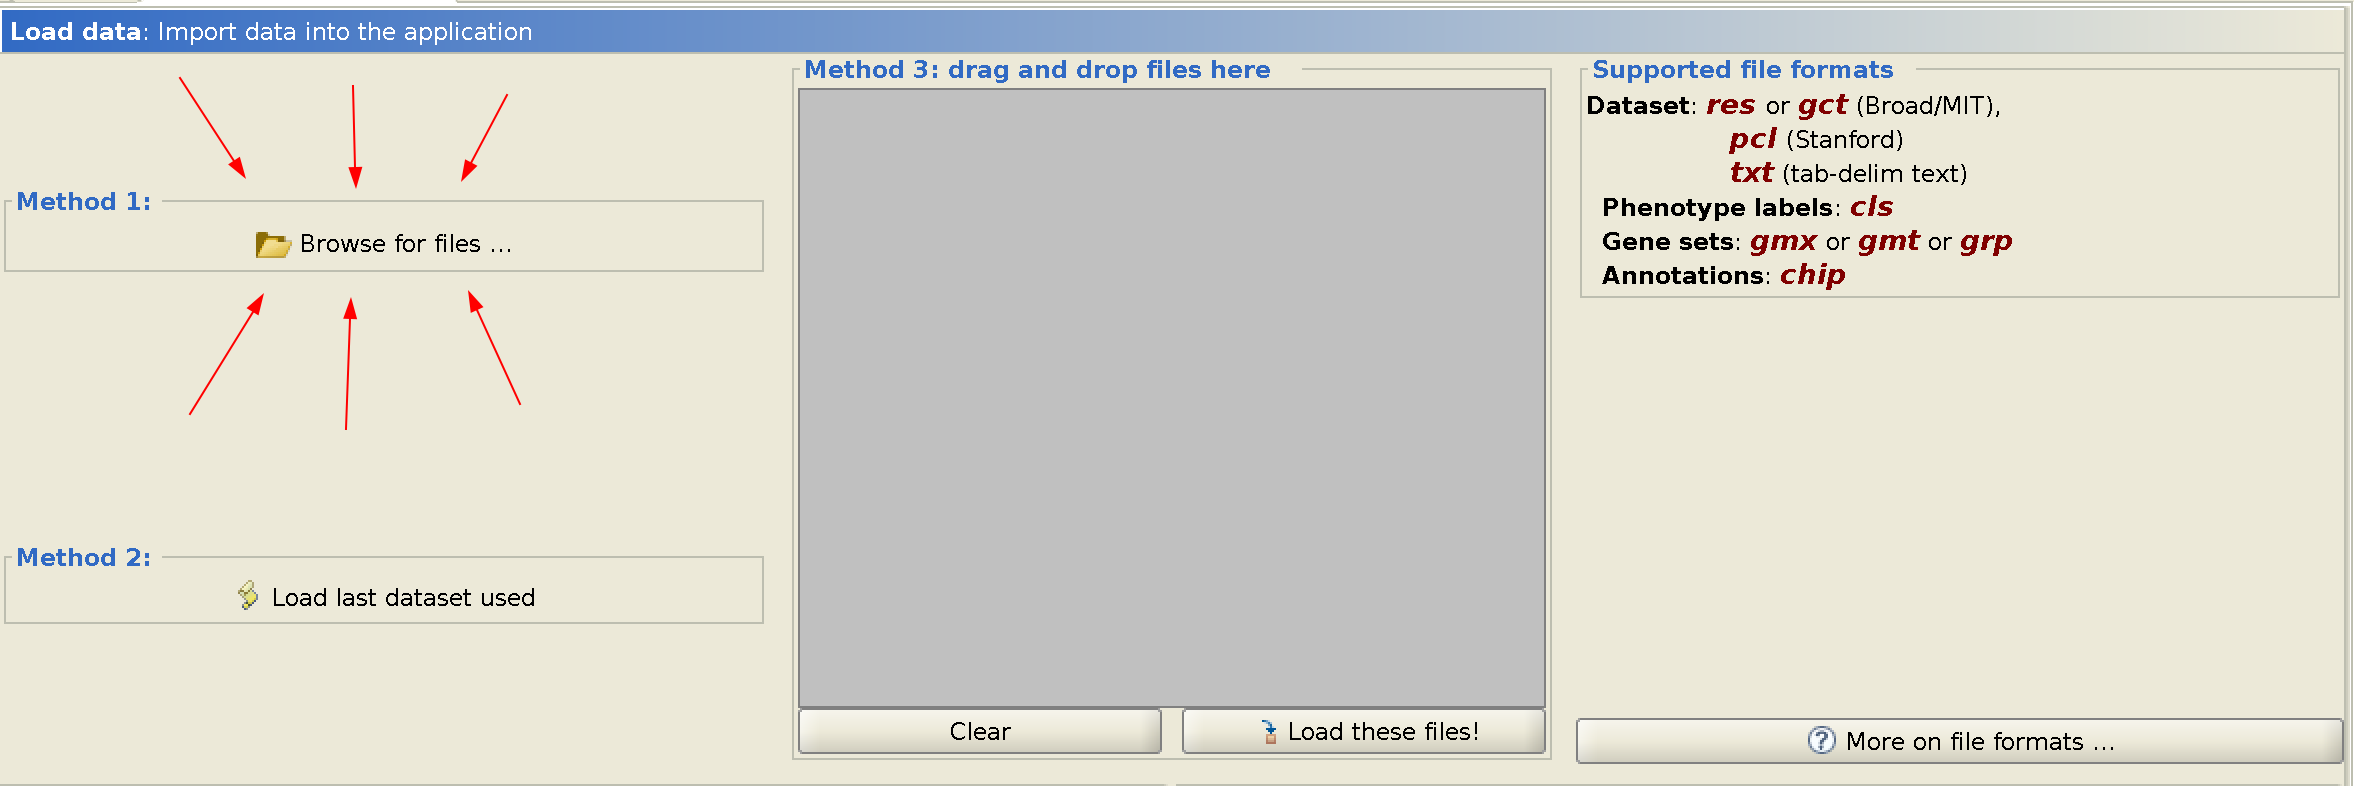 Load data: Import data into the application
Method 1:
Browse for files ...
Method 2:
Load last dataset used
Method 3: drag and drop files here
Clear
Load these files!
Supported file formats
Dataset: res or gct (Broad/MIT),
pcl (Stanford)
txt (tab-delim text)
Phenotype labels: cls
Gene sets: gmx or gmt or grp
Annotations: chip
More on file formats ...